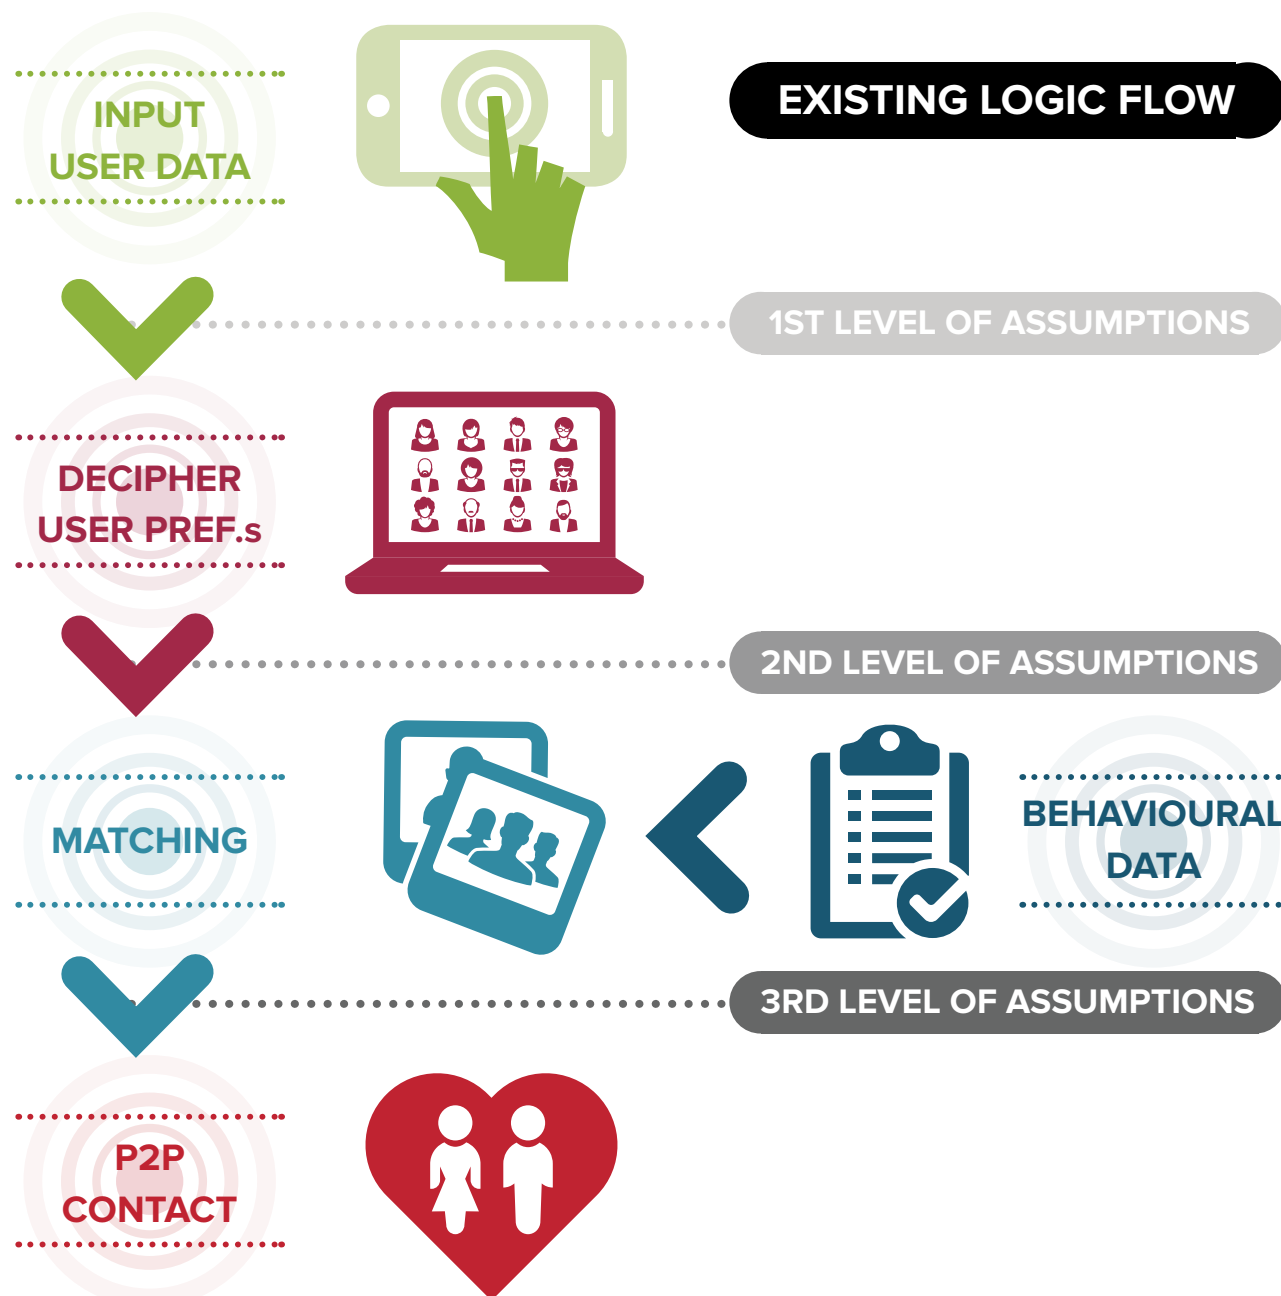 INPUT
USER DATA
EXISTING LOGIC FLOW
1ST LEVEL OF ASSUMPTIONS
DECIPHER
USER PREF.s
2ND LEVEL OF ASSUMPTIONS
MATCHING
BEHAVIOURAL
DATA
3RD LEVEL OF ASSUMPTIONS
P2P
CONTACT